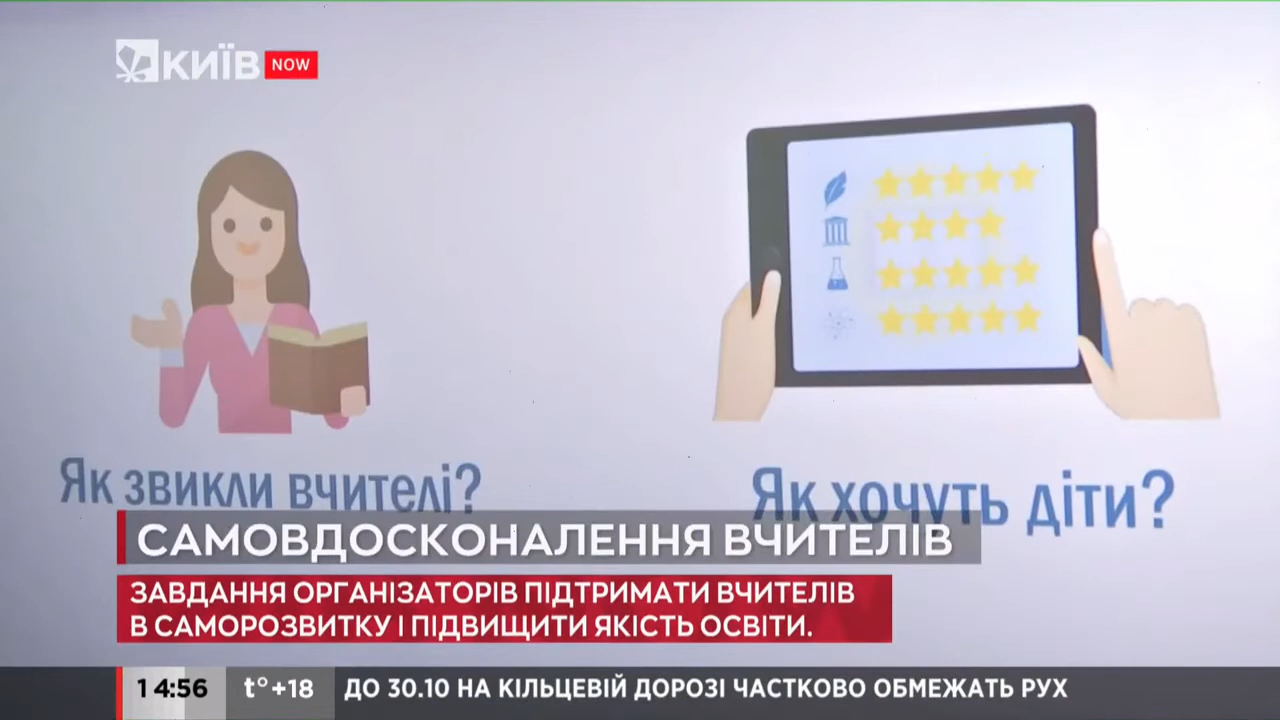 КИЇВ NOW
Як звикли вчителі?
Як хочуть діти?
САМОВДОСКОНАЛЕННЯ ВЧИТЕЛІВ
ЗАВДАННЯ ОРГАНІЗАТОРІВ ПІДТРИМАТИ ВЧИТЕЛІВ
В САМОРОЗВИТКУ І ПІДВИЩИТИ ЯКІСТЬ ОСВІТИ.
14:56 t°+18 ДО 30.10 НА КІЛЬЦЕВІЙ ДОРОЗІ ЧАСТКОВО ОБМЕЖАТЬ РУХ